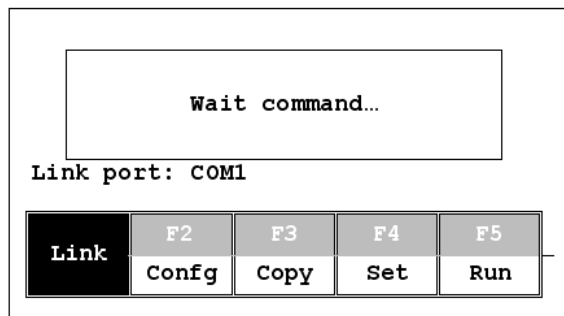 Wait command…
Link port: COM1
Link F2 F3 F4 F5
Confg Copy Set Run